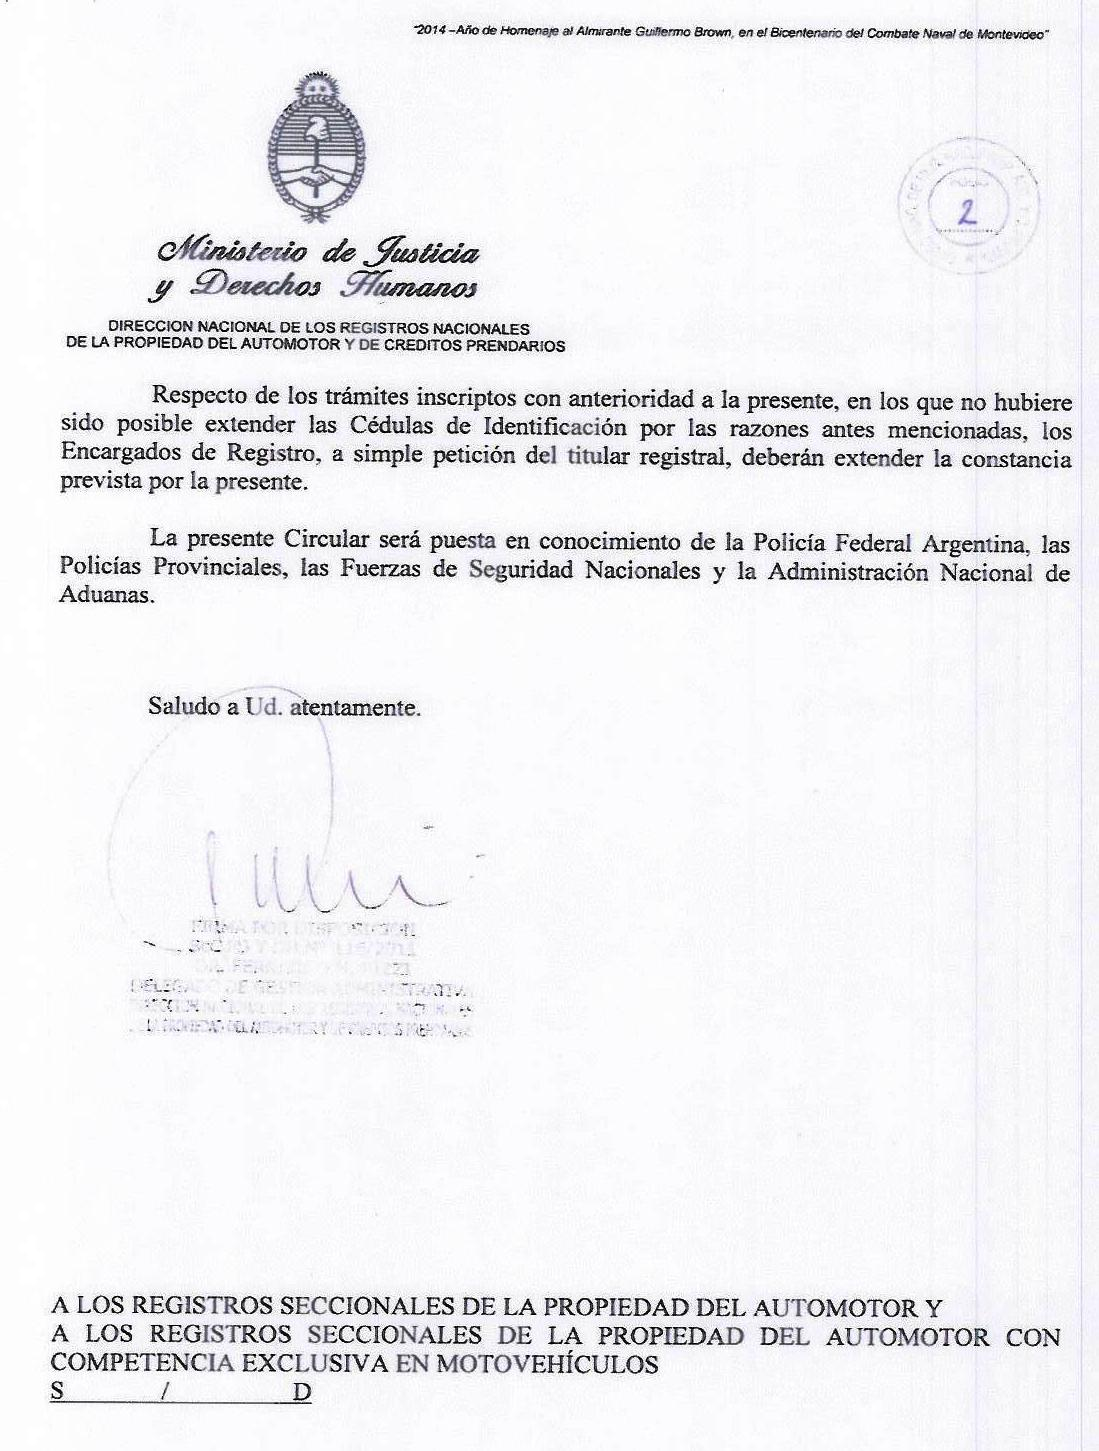 "2014 –Año de Homenaje al Almirante Guillermo Brown, en el Bicentenario del Combate Naval de Montevideo"
2
Ministerio de Justicia
y Derechos Humanos
DIRECCION NACIONAL DE LOS REGISTROS NACIONALES
DE LA PROPIEDAD DEL AUTOMOTOR Y DE CREDITOS PRENDARIOS
Respecto de los trámites inscriptos con anterioridad a la presente, en los que no hubiere
sido posible extender las Cédulas de Identificación por las razones antes mencionadas, los
Encargados de Registro, a simple petición del titular registral, deberán extender la constancia
prevista por la presente.
La presente Circular será puesta en conocimiento de la Policía Federal Argentina, las
Policías Provinciales, las Fuerzas de Seguridad Nacionales y la Administración Nacional de
Aduanas.
Saludo a Ud. atentamente.
FIRMA POR DISPOSICION
DELEGADO DE GESTION ADMINISTRATIVA
A LOS REGISTROS SECCIONALES DE LA PROPIEDAD DEL AUTOMOTOR Y
A LOS REGISTROS SECCIONALES DE LA PROPIEDAD DEL AUTOMOTOR CON
COMPETENCIA EXCLUSIVA EN MOTOVEHÍCULOS
S / D